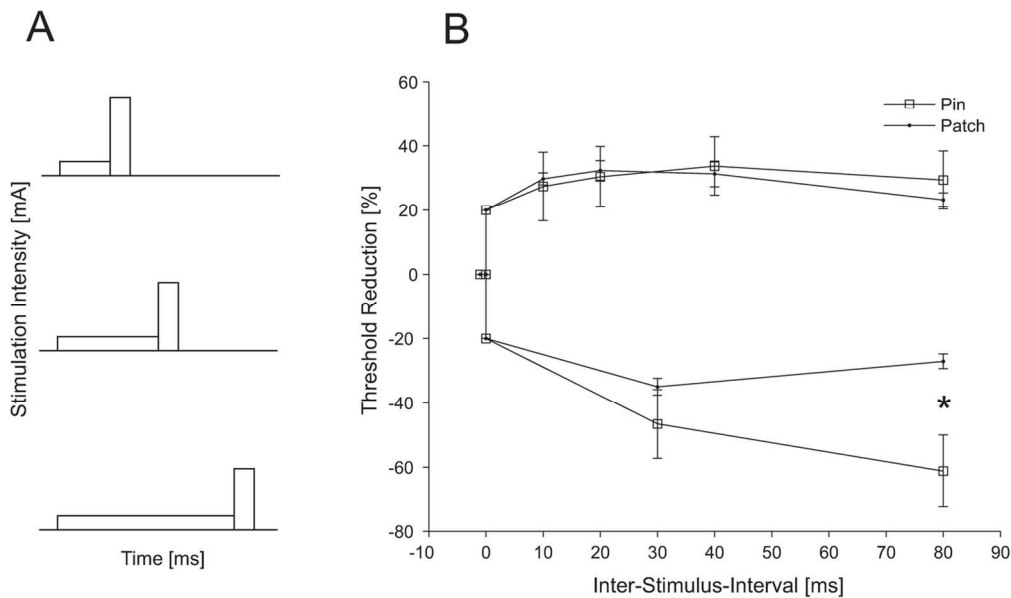 A
Stimulation Intensity [mA]
Time [ms]
B
Threshold Reduction [%]
60
40
20
0
-20
-40
-60
-80
Pin
Patch
*
-10 0 10 20 30 40 50 60 70 80 90
Inter-Stimulus-Interval [ms]